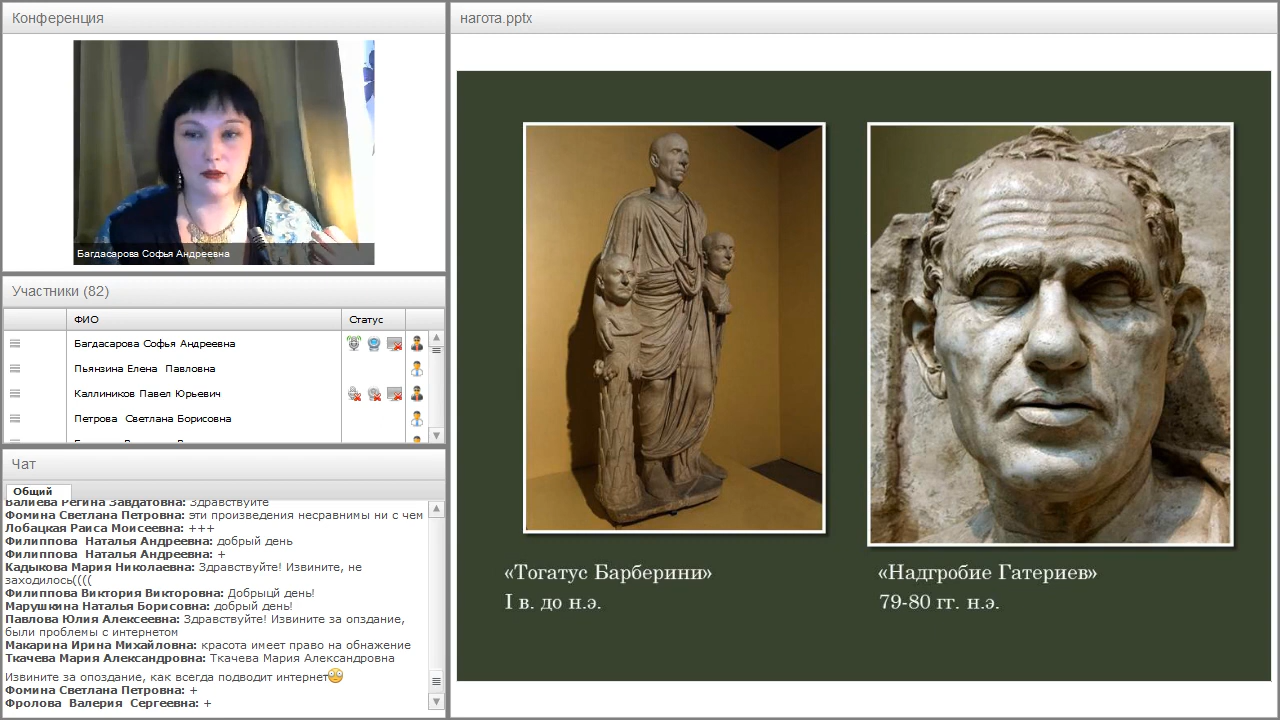 Конференция
Багдасарова Софья Андреевна
Участники (82)
ФИО
Статус
Багдасарова Софья Андреевна
Пьянзина Елена Павловна
Каллиников Павел Юрьевич
Петрова Светлана Борисовна
Чат
Общий
Валиева Регина Завдатовна: Здравствуйте
Фомина Светлана Петровна: эти произведения несравнимы ни с чем
Лобацкая Раиса Моисеевна: +++
Филиппова Наталья Андреевна: добрый день
Филиппова Наталья Андреевна: +
Кадыкова Мария Николаевна: Здравствуйте! Извините, не
заходилось((((
Филиппова Виктория Викторовна: Добрыцй день!
Марушкина Наталья Борисовна: добрый день!
Павлова Юлия Алексеевна: Здравствуйте! Извините за опздание,
были проблемы с интернетом
Макарина Ирина Михайловна: красота имеет право на обнажение
Ткачева Мария Александровна: Ткачева Мария Александровна
Извините за опоздание, как всегда подводит интернет
Фомина Светлана Петровна: +
Фролова Валерия Сергеевна: +
нагота.pptx
«Тогатус Барберини»
I в. до н.э.
«Надгробие Гатериев»
79-80 гг. н.э.